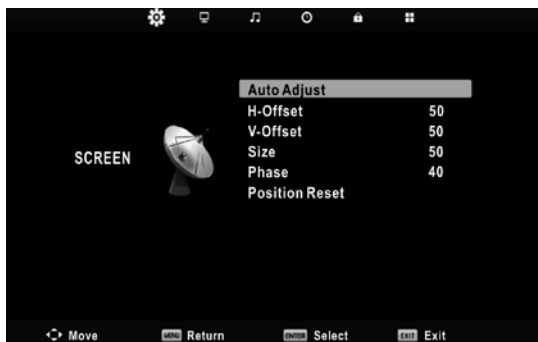 Auto Adjust
H-Offset 50
V-Offset 50
Size 50
Phase 40
Position Reset
SCREEN
MENU Return ENTER Select EXIT Exit
Move